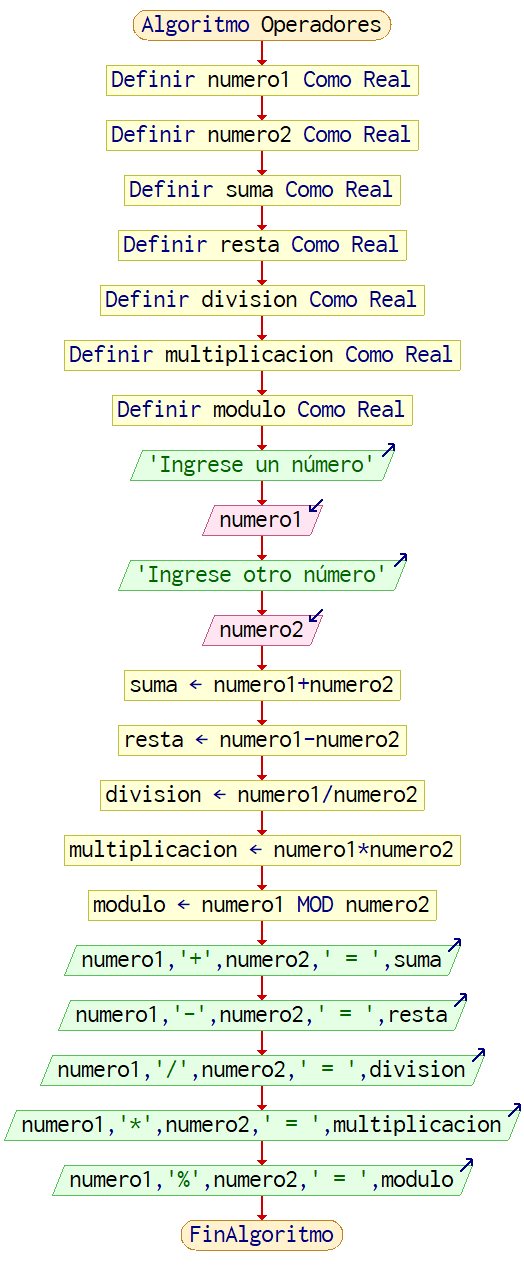 Algoritmo Operadores
Definir numero1 Como Real
Definir numero2 Como Real
Definir suma Como Real
Definir resta Como Real
Definir division Como Real
Definir multiplicacion Como Real
Definir modulo Como Real
'Ingrese un número'
numero1
'Ingrese otro número'
numero2
suma ← numero1+numero2
resta ← numero1-numero2
division ← numero1/numero2
multiplicacion ← numero1*numero2
modulo ← numero1 MOD numero2
numero1,'+',numero2,' = ',suma
numero1,'-',numero2,' = ',resta
numero1,'/',numero2,' = ',division
numero1,'*',numero2,' = ',multiplicacion
numero1,'%',numero2,' = ',modulo
FinAlgoritmo